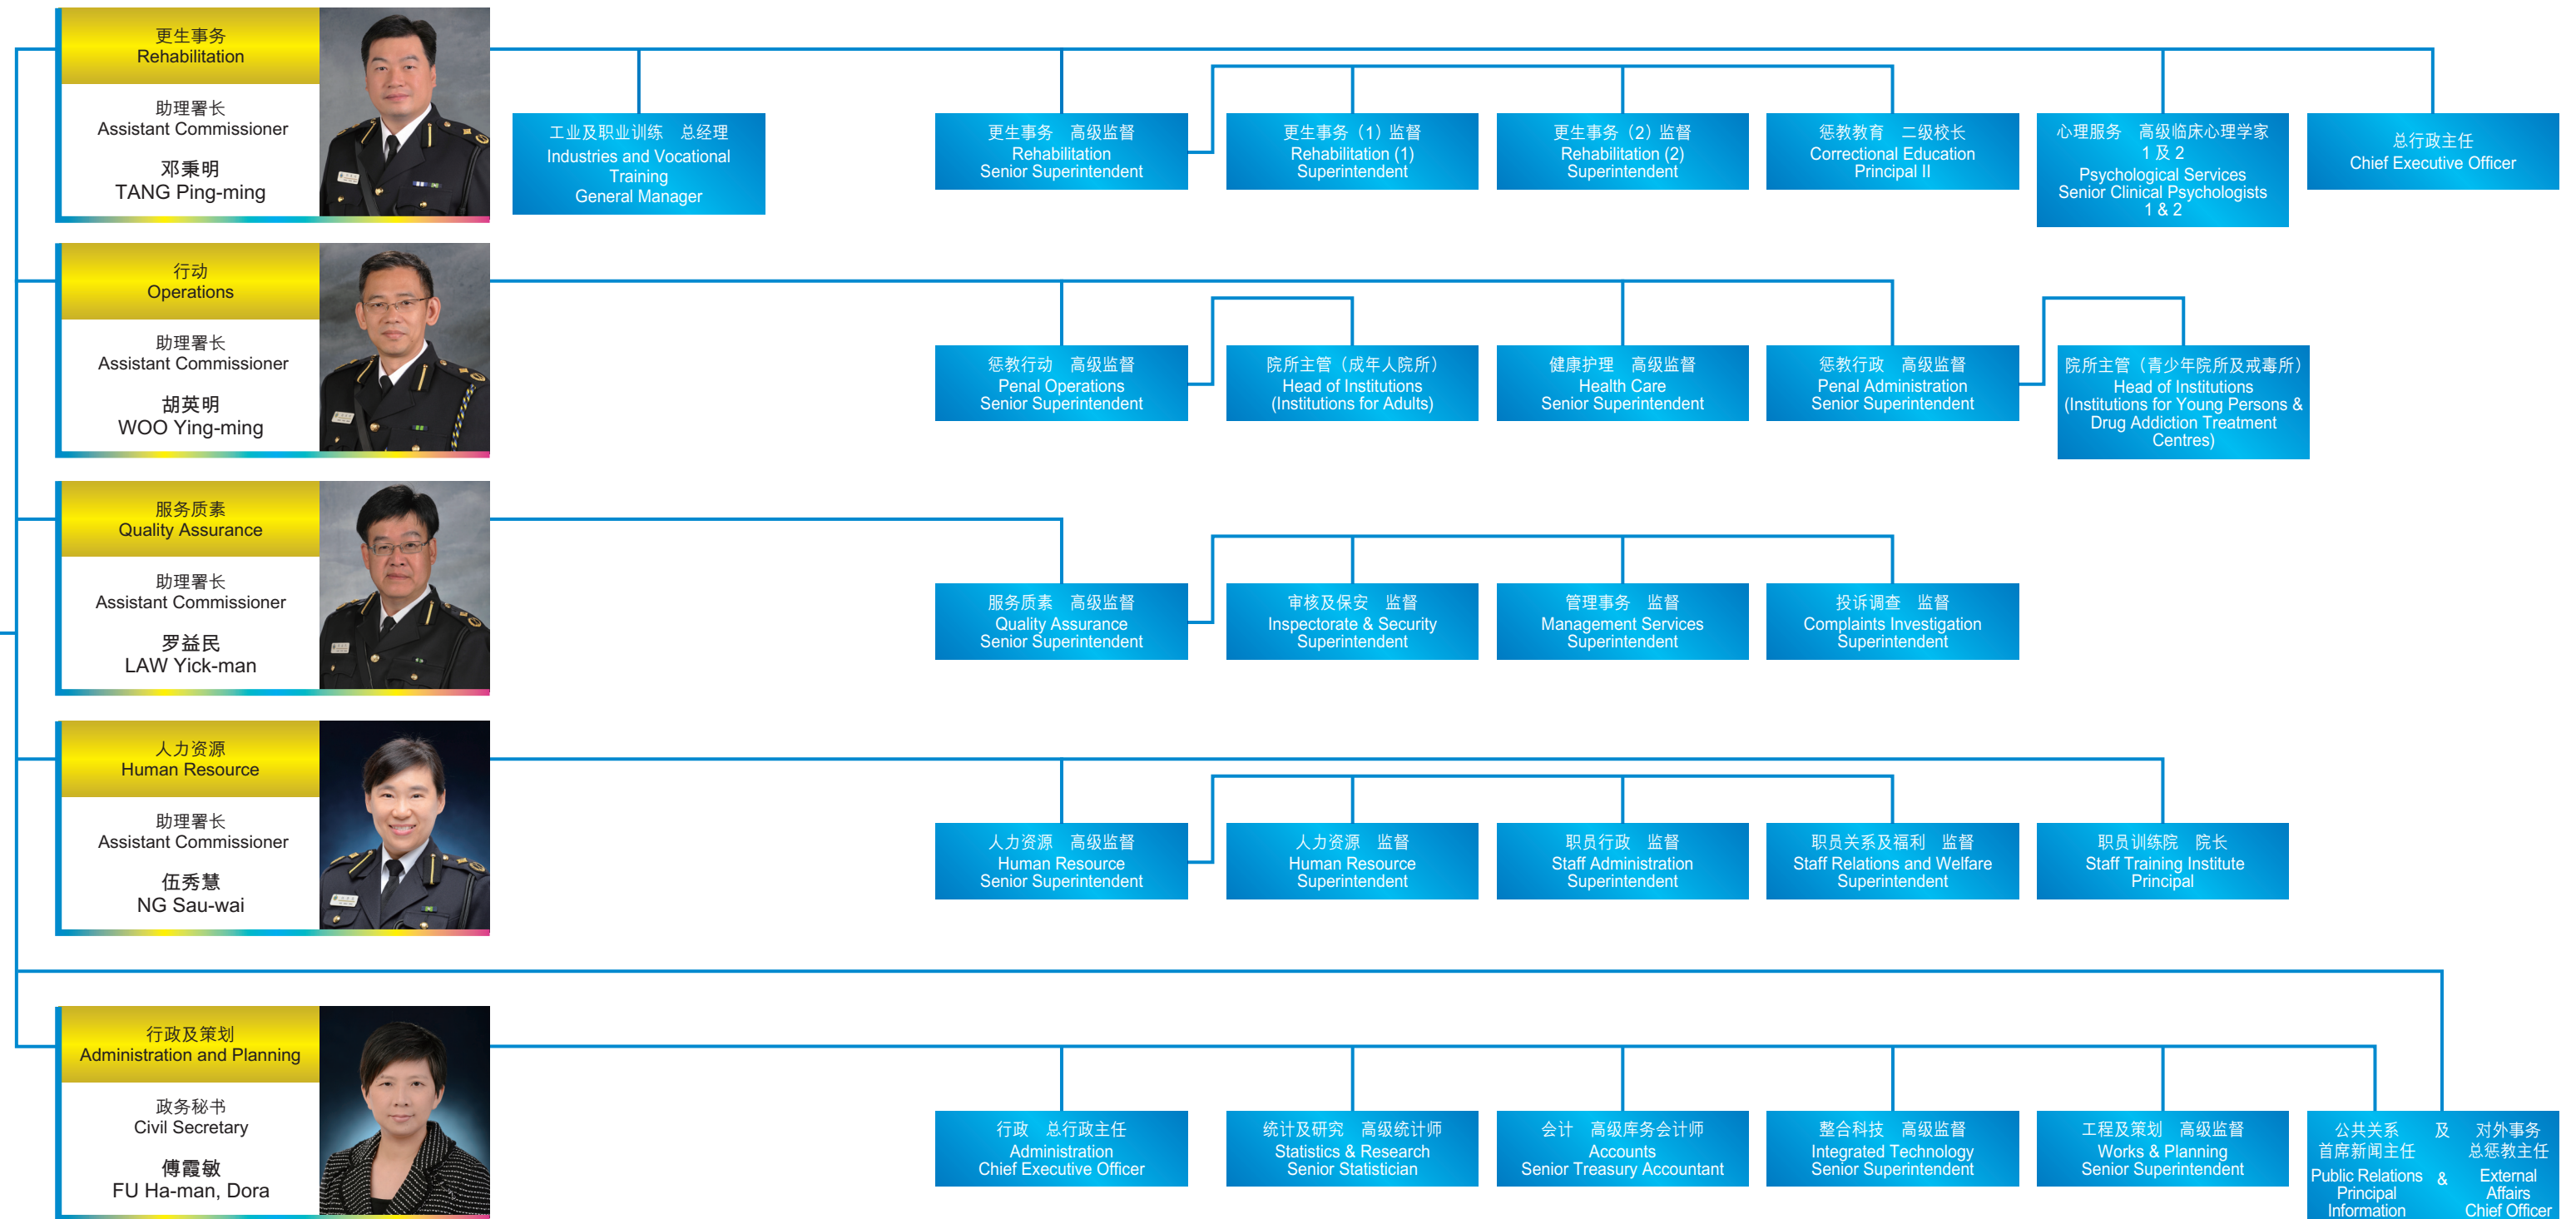 更生事务
Rehabilitation
助理署长
Assistant Commissioner
邓秉明
TANG Ping-ming
工业及职业训练 总经理
Industries and Vocational
Training
General Manager
更生事务 高级监督
Rehabilitation
Senior Superintendent
更生事务（1）监督
Rehabilitation (1)
Superintendent
更生事务（2）监督
Rehabilitation (2)
Superintendent
惩教教育 二级校长
Correctional Education
Principal II
心理服务 高级临床心理学家
1 及 2
Psychological Services
Senior Clinical Psychologists
1 & 2
总行政主任
Chief Executive Officer
行动
Operations
助理署长
Assistant Commissioner
胡英明
WOO Ying-ming
惩教行动 高级监督
Penal Operations
Senior Superintendent
院所主管（成年人院所）
Head of Institutions
(Institutions for Adults)
健康护理 高级监督
Health Care
Senior Superintendent
惩教行政 高级监督
Penal Administration
Senior Superintendent
院所主管（青少年院所及戒毒所）
Head of Institutions
(Institutions for Young Persons &
Drug Addiction Treatment
Centres)
服务质素
Quality Assurance
助理署长
Assistant Commissioner
罗益民
LAW Yick-man
服务质素 高级监督
Quality Assurance
Senior Superintendent
审核及保安 监督
Inspectorate & Security
Superintendent
管理事务 监督
Management Services
Superintendent
投诉调查 监督
Complaints Investigation
Superintendent
人力资源
Human Resource
助理署长
Assistant Commissioner
伍秀慧
NG Sau-wai
人力资源 高级监督
Human Resource
Senior Superintendent
人力资源 监督
Human Resource
Superintendent
职员行政 监督
Staff Administration
Superintendent
职员关系及福利 监督
Staff Relations and Welfare
Superintendent
职员训练院 院长
Staff Training Institute
Principal
行政及策划
Administration and Planning
政务秘书
Civil Secretary
傅霞敏
FU Ha-man, Dora
行政 总行政主任
Administration
Chief Executive Officer
统计及研究 高级统计师
Statistics & Research
Senior Statistician
会计 高级库务会计师
Accounts
Senior Treasury Accountant
整合科技 高级监督
Integrated Technology
Senior Superintendent
工程及策划 高级监督
Works & Planning
Senior Superintendent
公共关系
首席新闻主任
Public Relations
Principal
Information
及
&
对外事务
总惩教主任
External
Affairs
Chief Officer